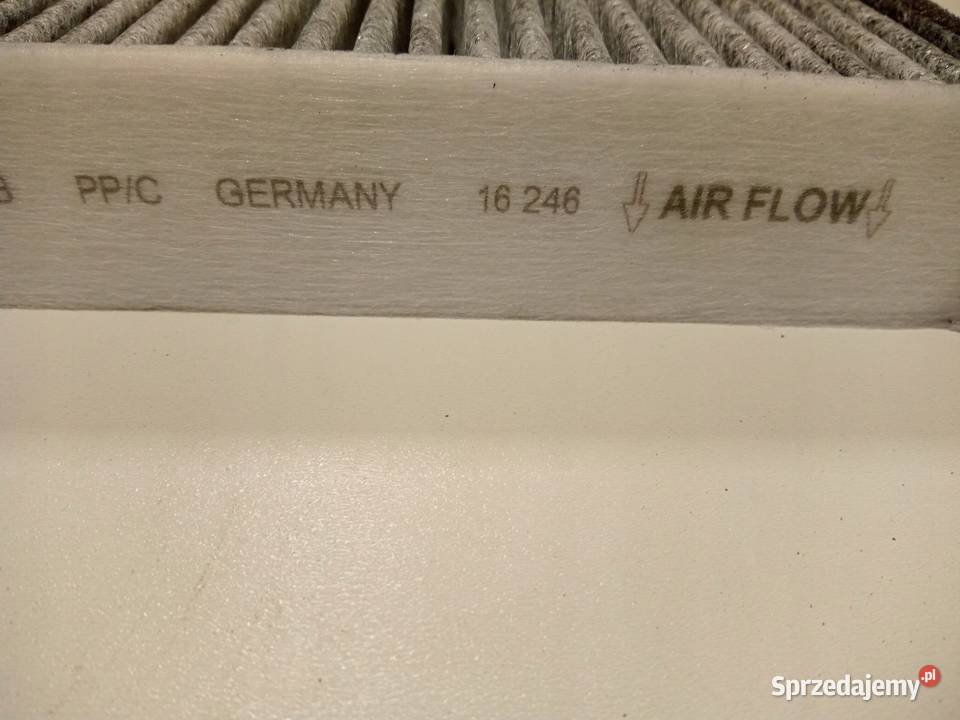 PP/C GERMANY 16 246 AIR FLOW
Sprzedajemy.pl